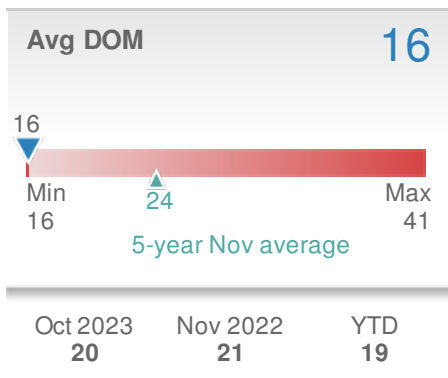 Avg DOM 16
16
Min Max
16 24 41
5-year Nov average
Oct 2023 Nov 2022 YTD
20 21 19